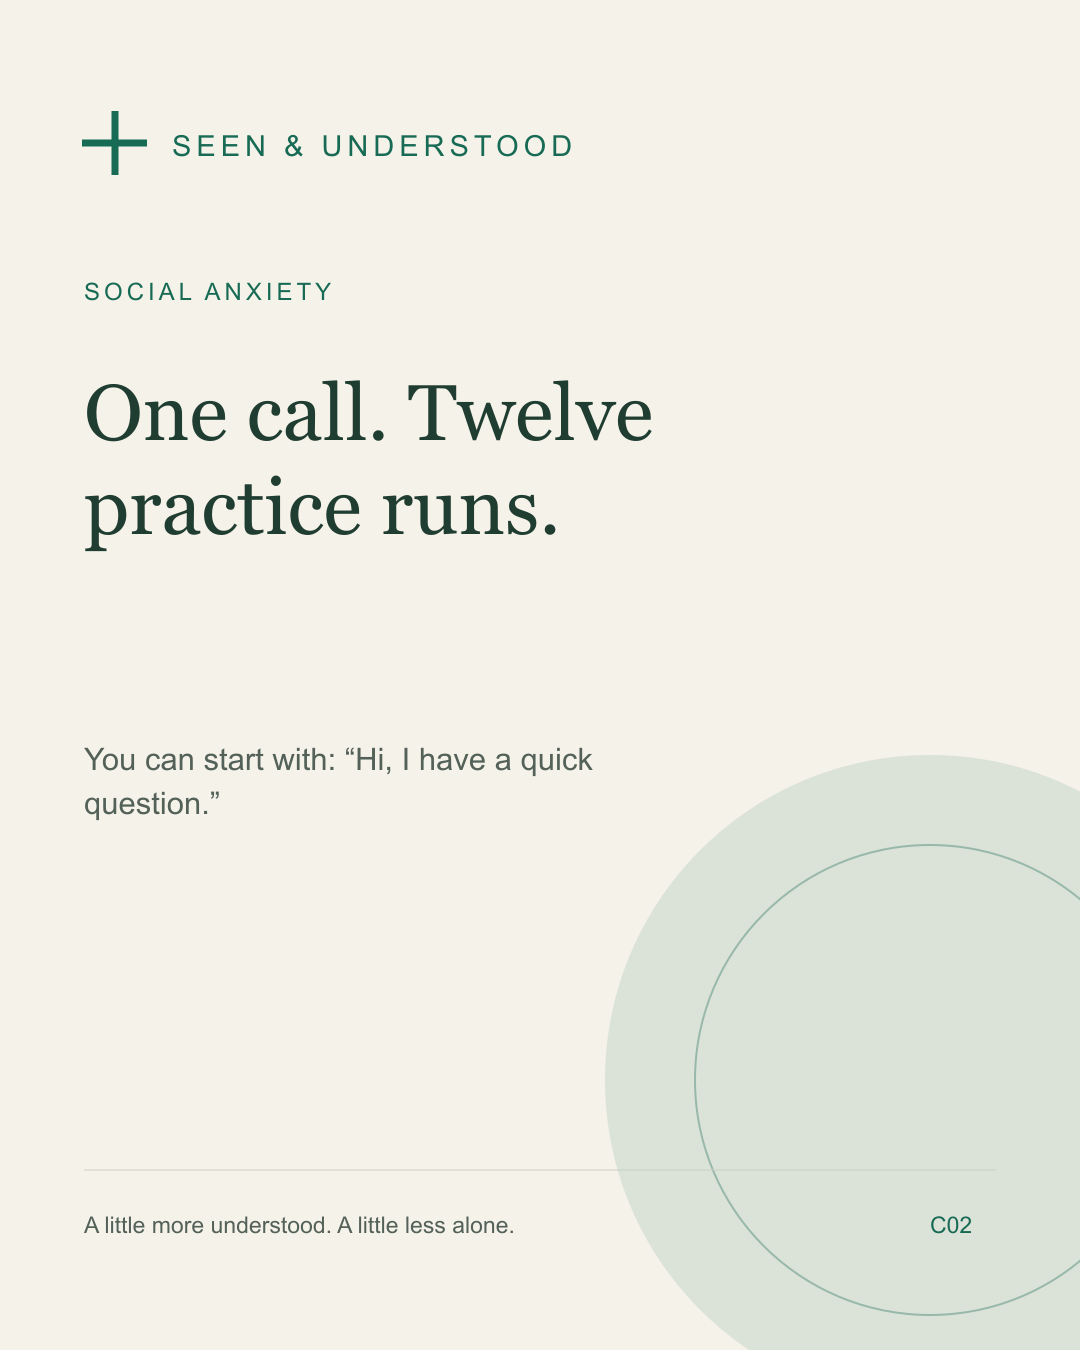 SEEN & UNDERSTOOD
SOCIAL ANXIETY
One call. Twelve
practice runs.
You can start with: “Hi, I have a quick
question.”
A little more understood. A little less alone.
C02